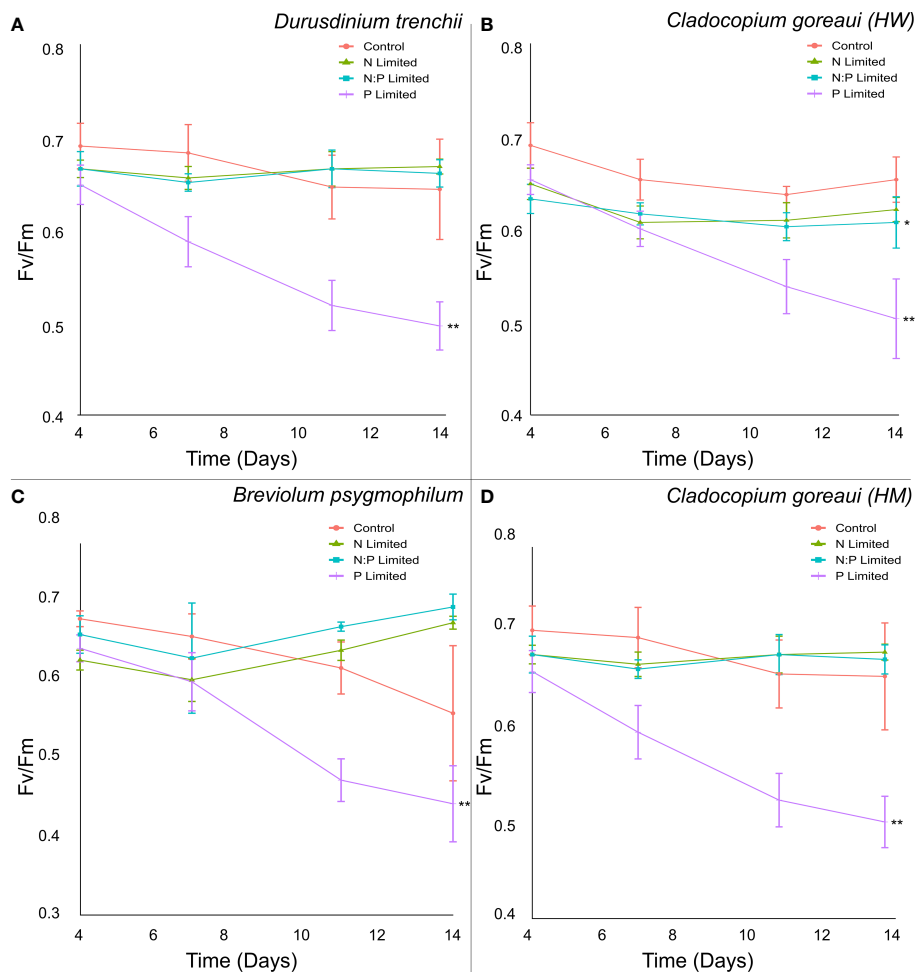 A
Durusdinium trenchii
Control
N Limited
N:P Limited
P Limited
0.8
0.7
0.6
0.5
0.4
Fv/Fm
**
4
6
8
10
12
14
Time (Days)
B
Cladocopium goreaui (HW)
Control
N Limited
N:P Limited
P Limited
0.8
0.7
0.6
0.5
0.4
Fv/Fm
*
**
4
6
8
10
12
14
Time (Days)
C
Breviolum psygmophilum
Control
N Limited
N:P Limited
P Limited
0.8
0.7
0.6
0.5
0.4
0.3
Fv/Fm
**
4
6
8
10
12
14
Time (Days)
D
Cladocopium goreaui (HM)
Control
N Limited
N:P Limited
P Limited
0.8
0.7
0.6
0.5
0.4
Fv/Fm
**
4
6
8
10
12
14
Time (Days)